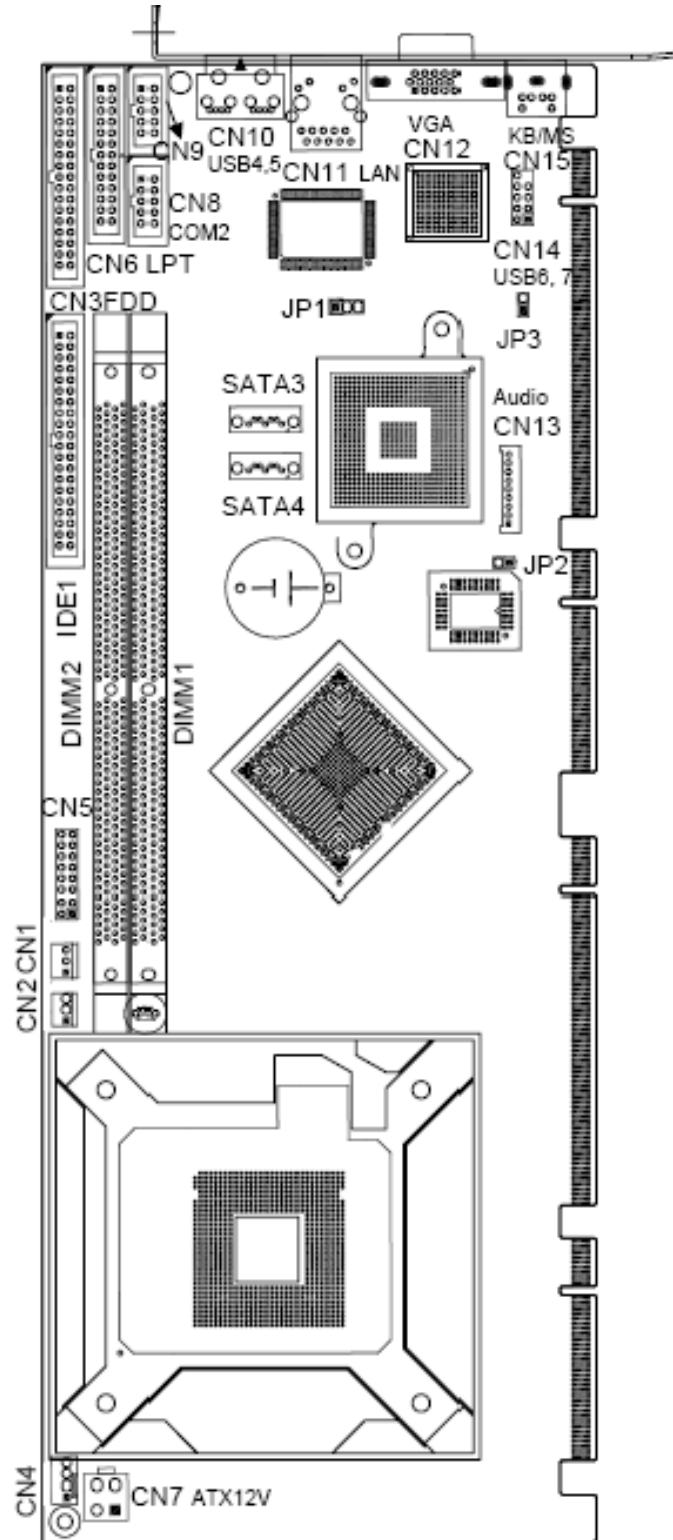 VGA
KB/MS
CN10
CN9
USB4,5
CN11 LAN
CN12
CN15
CN8
COM2
CN14
USB6, 7
CN6 LPT
CN3FDD
JP1
JP3
SATA3
Audio
CN13
SATA4
JP2
IDE1
DIMM2
DIMM1
CN5
CN1
CN2
CN4
CN7 ATX12V